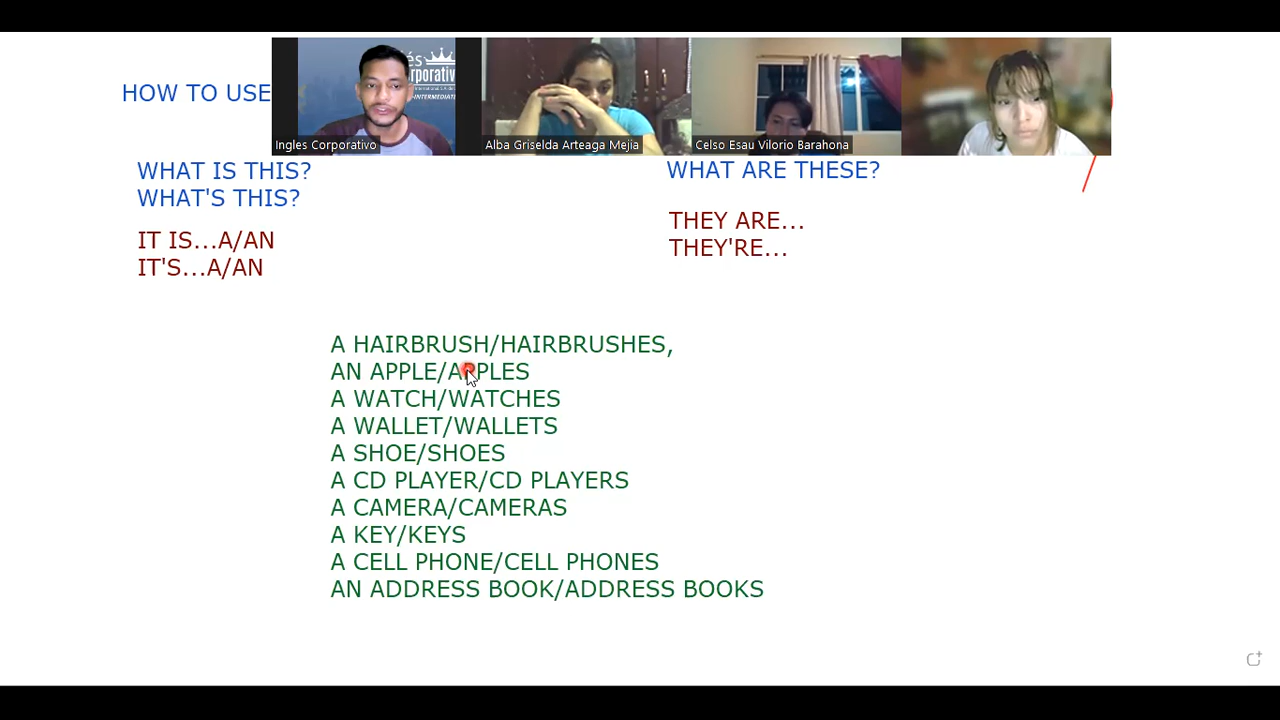 HOW TO USE
és
rporativ
-INTERMEDIATE
Ingles Corporativo
Alba Griselda Arteaga Mejia
Celso Esau Vilorio Barahona
WHAT IS THIS?
WHAT'S THIS?
IT IS...A/AN
IT'S...A/AN
WHAT ARE THESE?
THEY ARE...
THEY'RE...
A HAIRBRUSH/HAIRBRUSHES,
AN APPLE/APPLES
A WATCH/WATCHES
A WALLET/WALLETS
A SHOE/SHOES
A CD PLAYER/CD PLAYERS
A CAMERA/CAMERAS
A KEY/KEYS
A CELL PHONE/CELL PHONES
AN ADDRESS BOOK/ADDRESS BOOKS